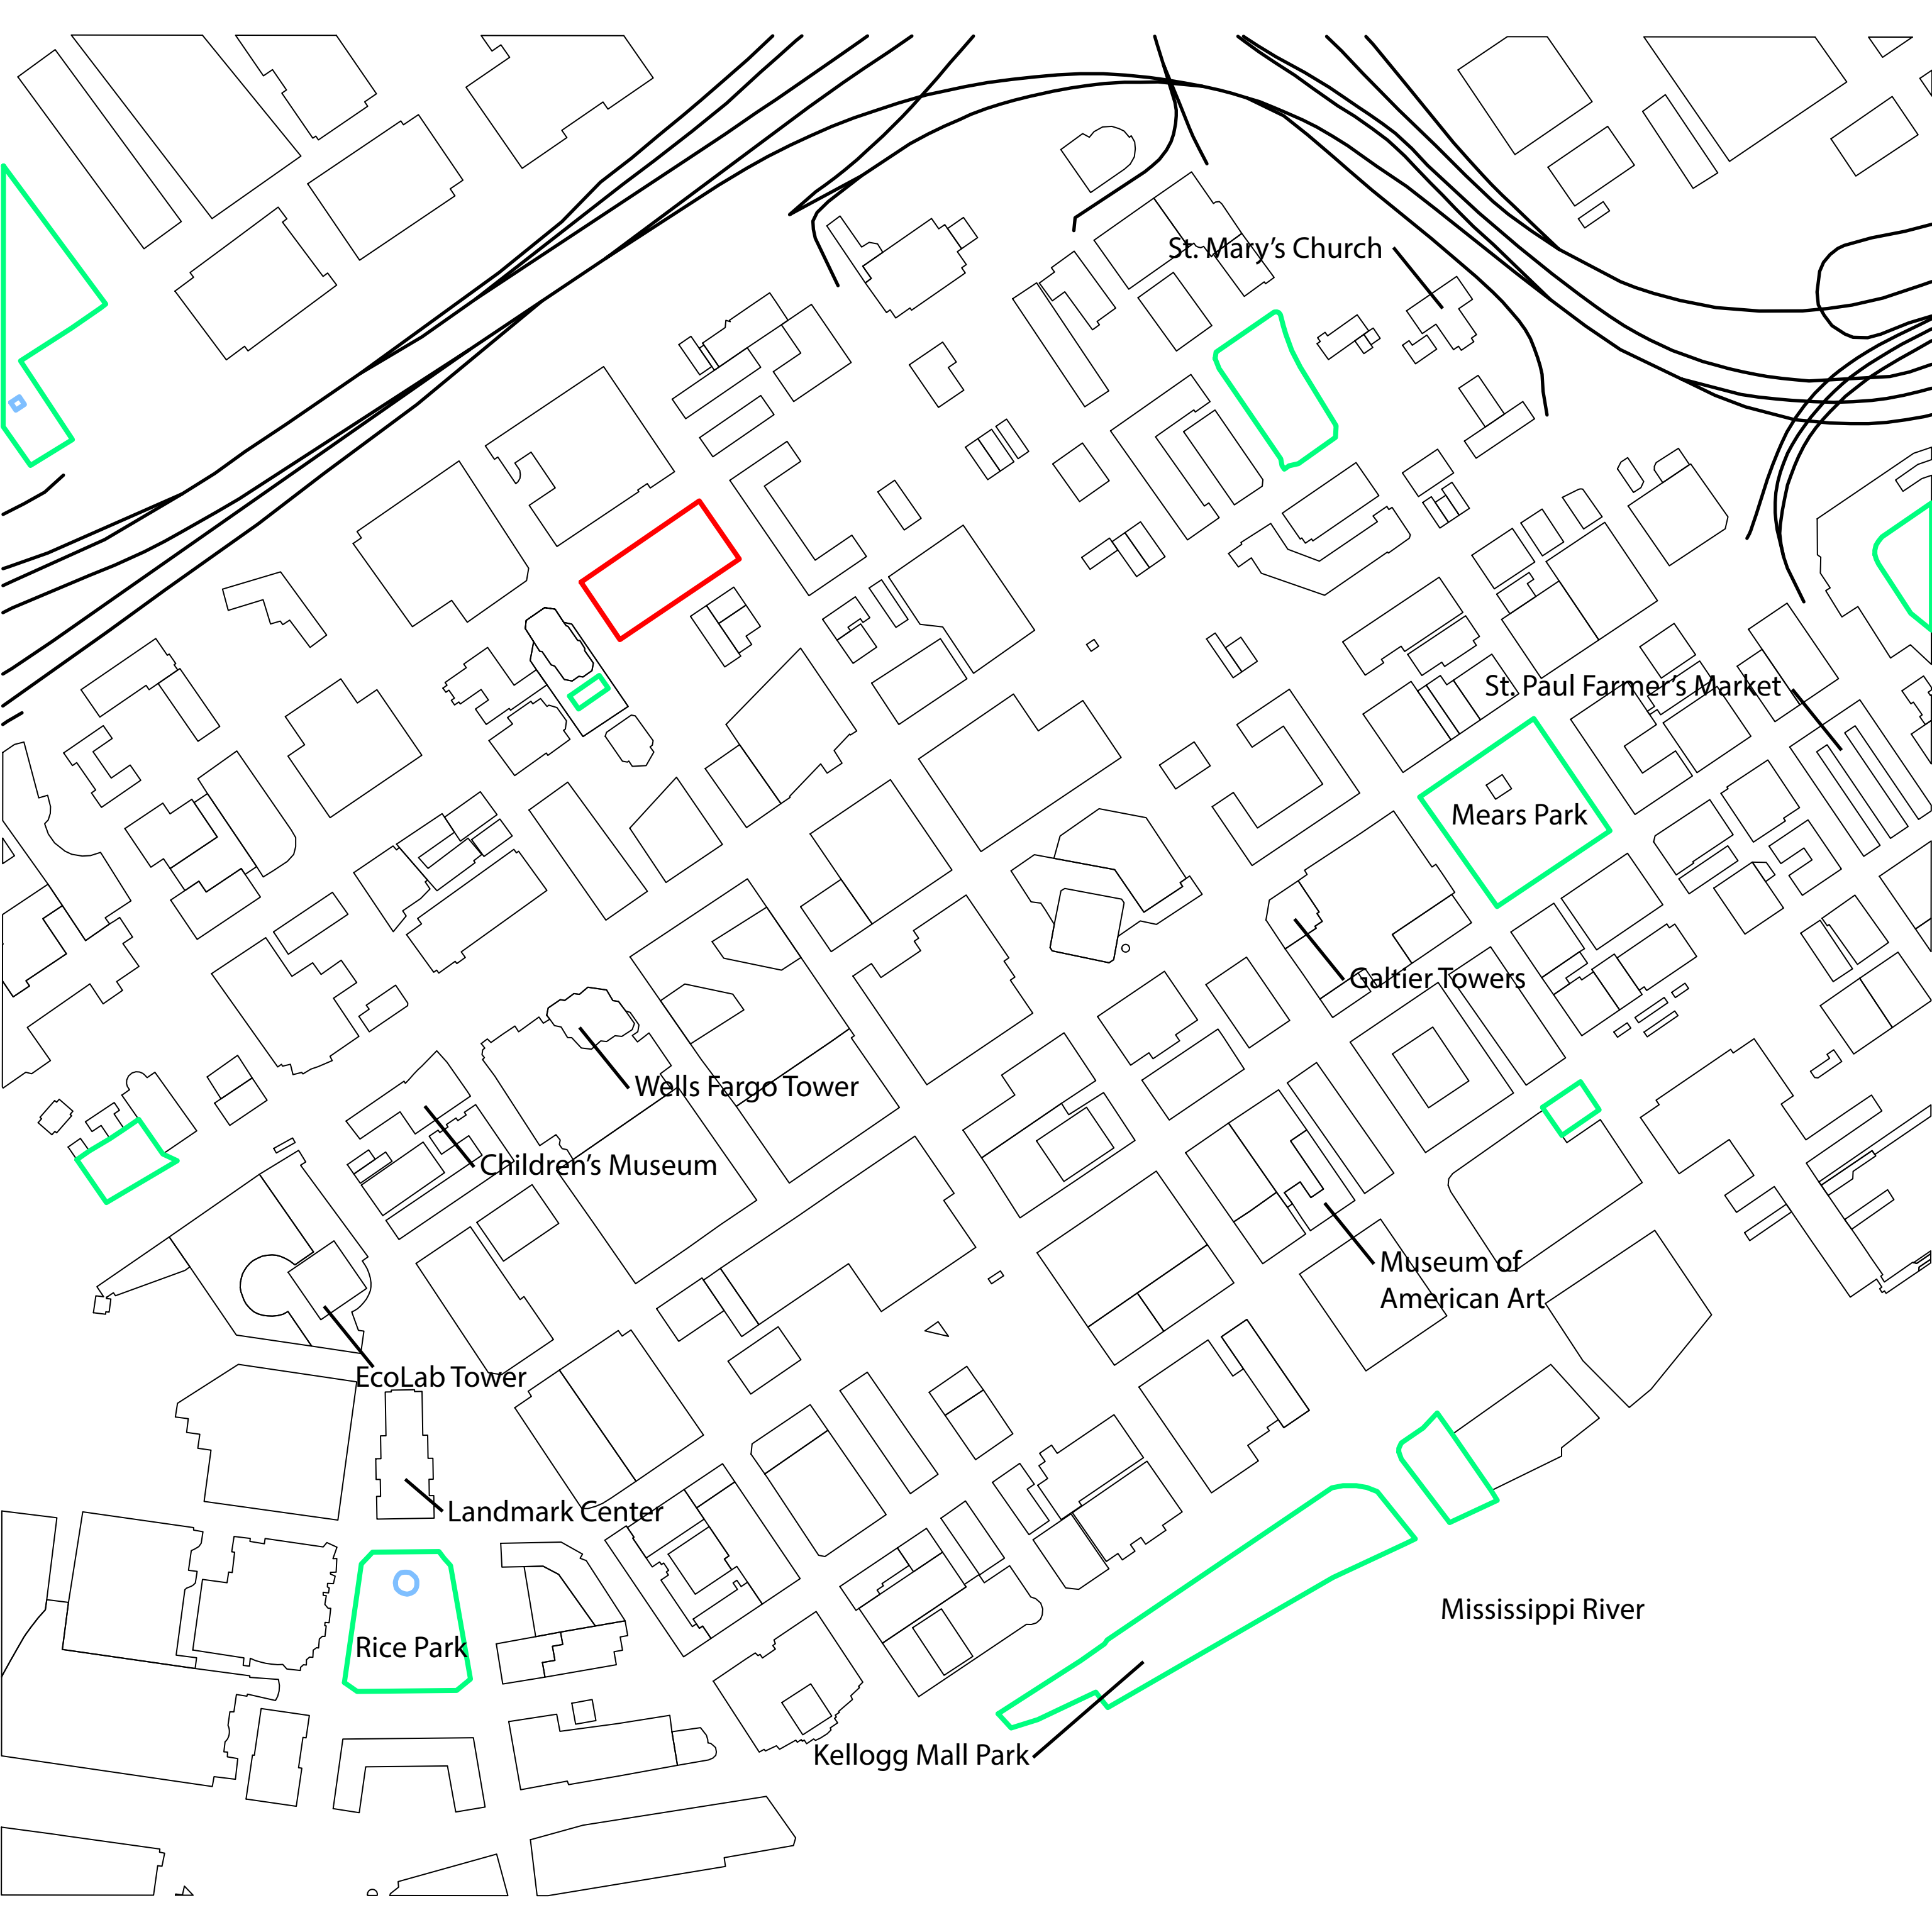 St. Mary's Church
St. Paul Farmer's Market
Mears Park
Galtier Towers
Wells Fargo Tower
Children's Museum
Museum of
American Art
EcoLab Tower
Landmark Center
Mississippi River
Rice Park
Kellogg Mall Park